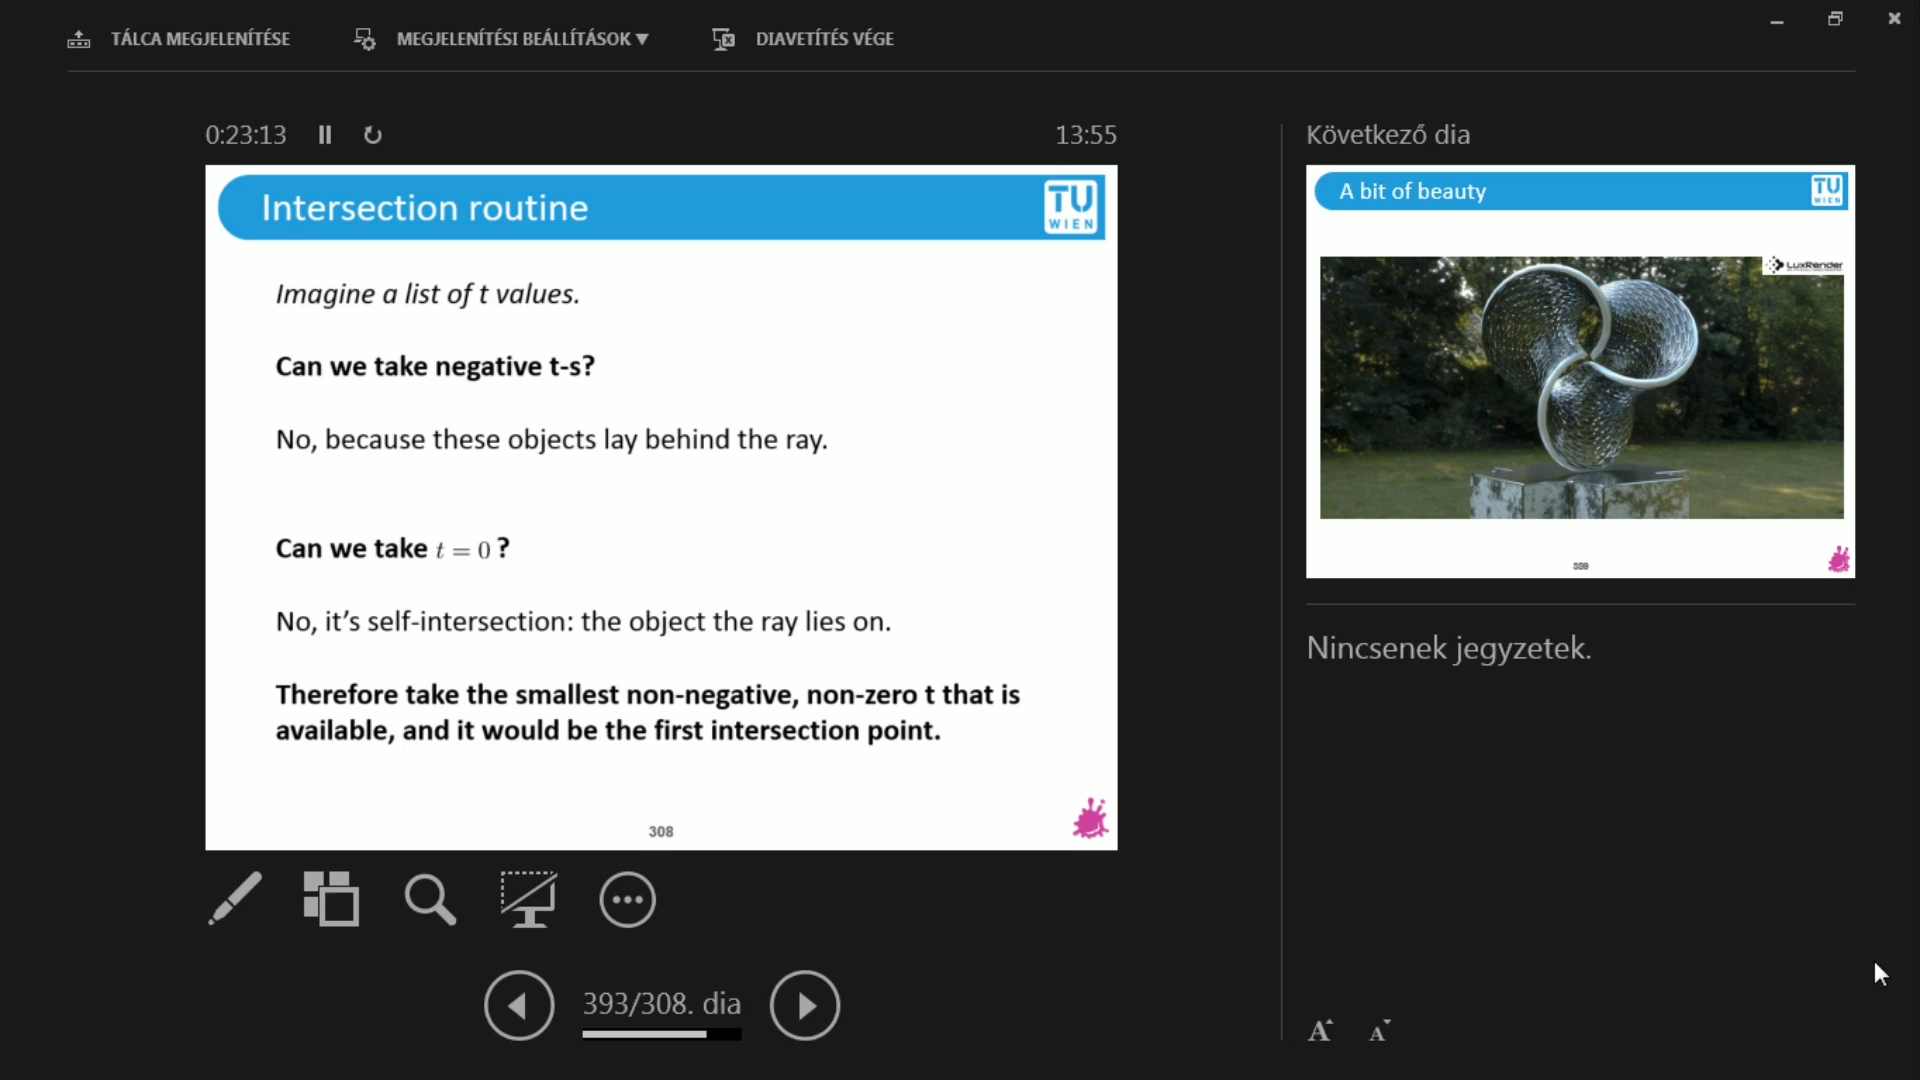 TÁLCA MEGJELENÍTÉSE
MEGJELENÍTÉSI BEÁLLÍTÁSOK ▼
DIAVETÍTÉS VÉGE
0:23:13
13:55
Intersection routine
TU
WIEN
Imagine a list of t values.
Can we take negative t-s?
No, because these objects lay behind the ray.
Can we take t = 0 ?
No, it's self-intersection: the object the ray lies on.
Therefore take the smallest non-negative, non-zero t that is
available, and it would be the first intersection point.
308
393/308. dia
Következő dia
A bit of beauty
TU
WIEN
LuxRender
309
Nincsenek jegyzetek.
A
A